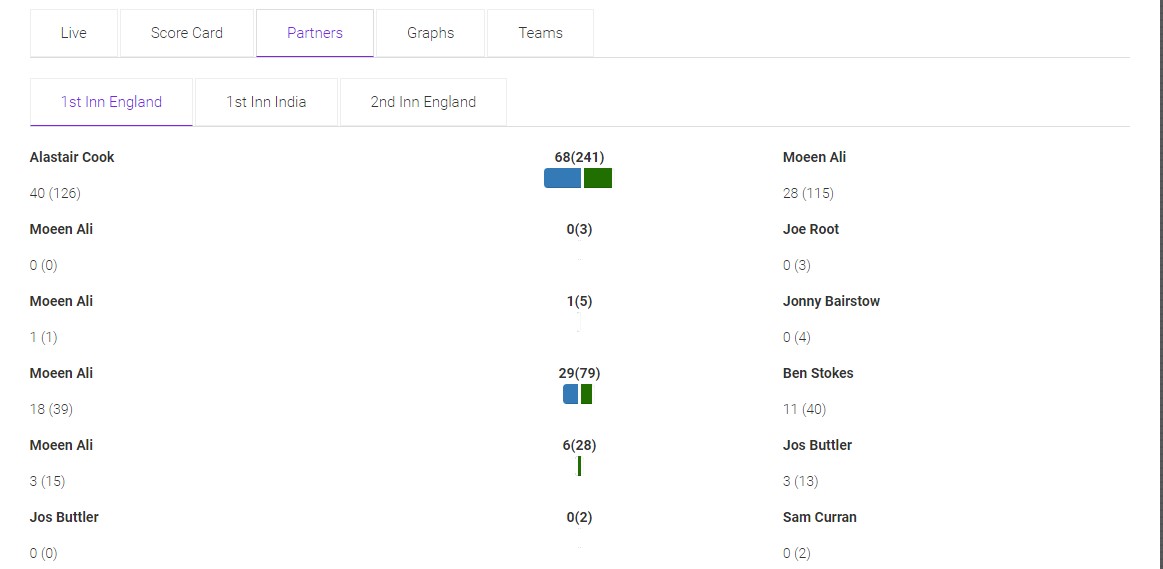 Live Score Card Partners Graphs Teams
1st Inn England 1st Inn India 2nd Inn England
Alastair Cook 68(241) Moeen Ali
40 (126) 28 (115)
Moeen Ali 0(3) Joe Root
0 (0) 0 (3)
Moeen Ali 1(5) Jonny Bairstow
1 (1) 0 (4)
Moeen Ali 29(79) Ben Stokes
18 (39) 11 (40)
Moeen Ali 6(28) Jos Buttler
3 (15) 3 (13)
Jos Buttler 0(2) Sam Curran
0 (0) 0 (2)